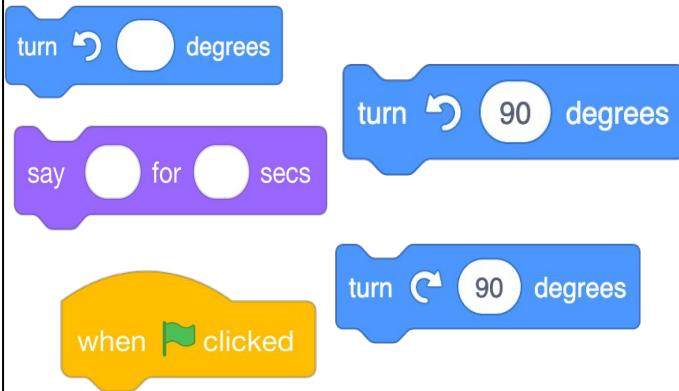 turn degrees
say for secs
when clicked
turn 90 degrees
turn 90 degrees